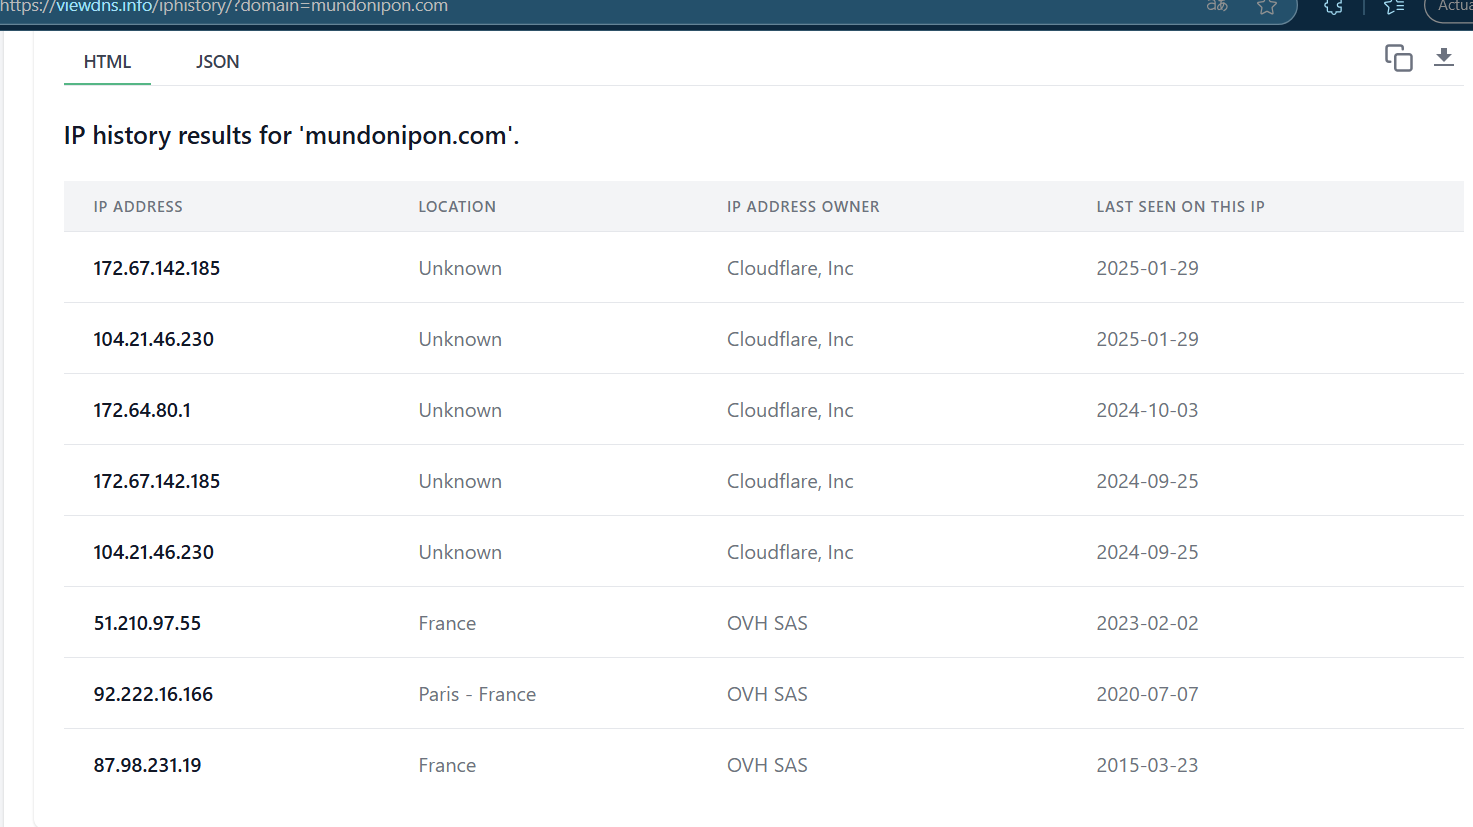 https://viewdns.info/iphistory/?domain=mundonipon.com aあ Actua
HTML JSON
IP history results for 'mundonipon.com'.
IP ADDRESS LOCATION IP ADDRESS OWNER LAST SEEN ON THIS IP
172.67.142.185 Unknown Cloudflare, Inc 2025-01-29
104.21.46.230 Unknown Cloudflare, Inc 2025-01-29
172.64.80.1 Unknown Cloudflare, Inc 2024-10-03
172.67.142.185 Unknown Cloudflare, Inc 2024-09-25
104.21.46.230 Unknown Cloudflare, Inc 2024-09-25
51.210.97.55 France OVH SAS 2023-02-02
92.222.16.166 Paris - France OVH SAS 2020-07-07
87.98.231.19 France OVH SAS 2015-03-23